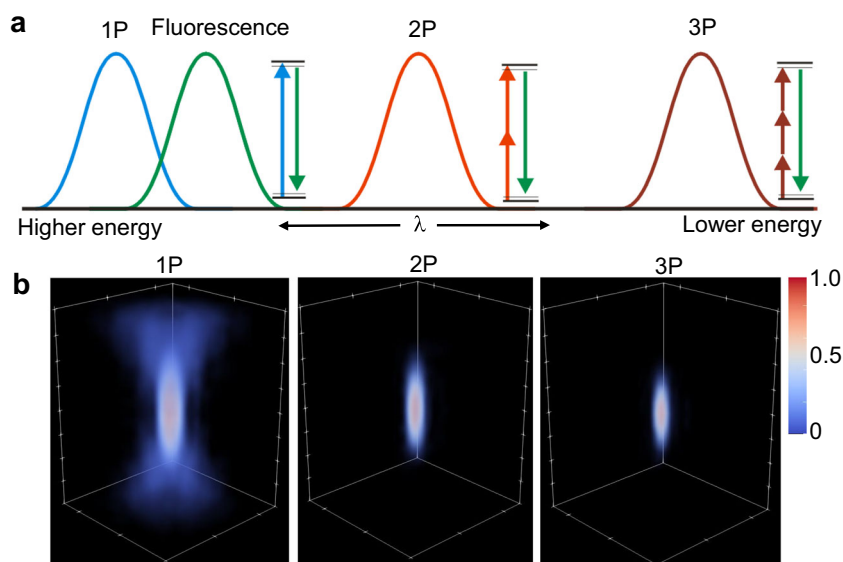 a
1P Fluorescence 2P 3P
Higher energy λ Lower energy
b
1P 2P 3P
1.0
0.5
0